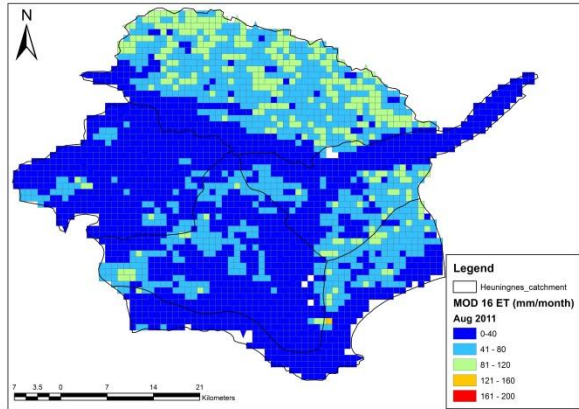 N
Legend
Heuningnes_catchment
MOD 16 ET (mm/month)
Aug 2011
0-40
41 - 80
81 - 120
121 - 160
161 - 200
7 3.5 0 7 14 21
Kilometers